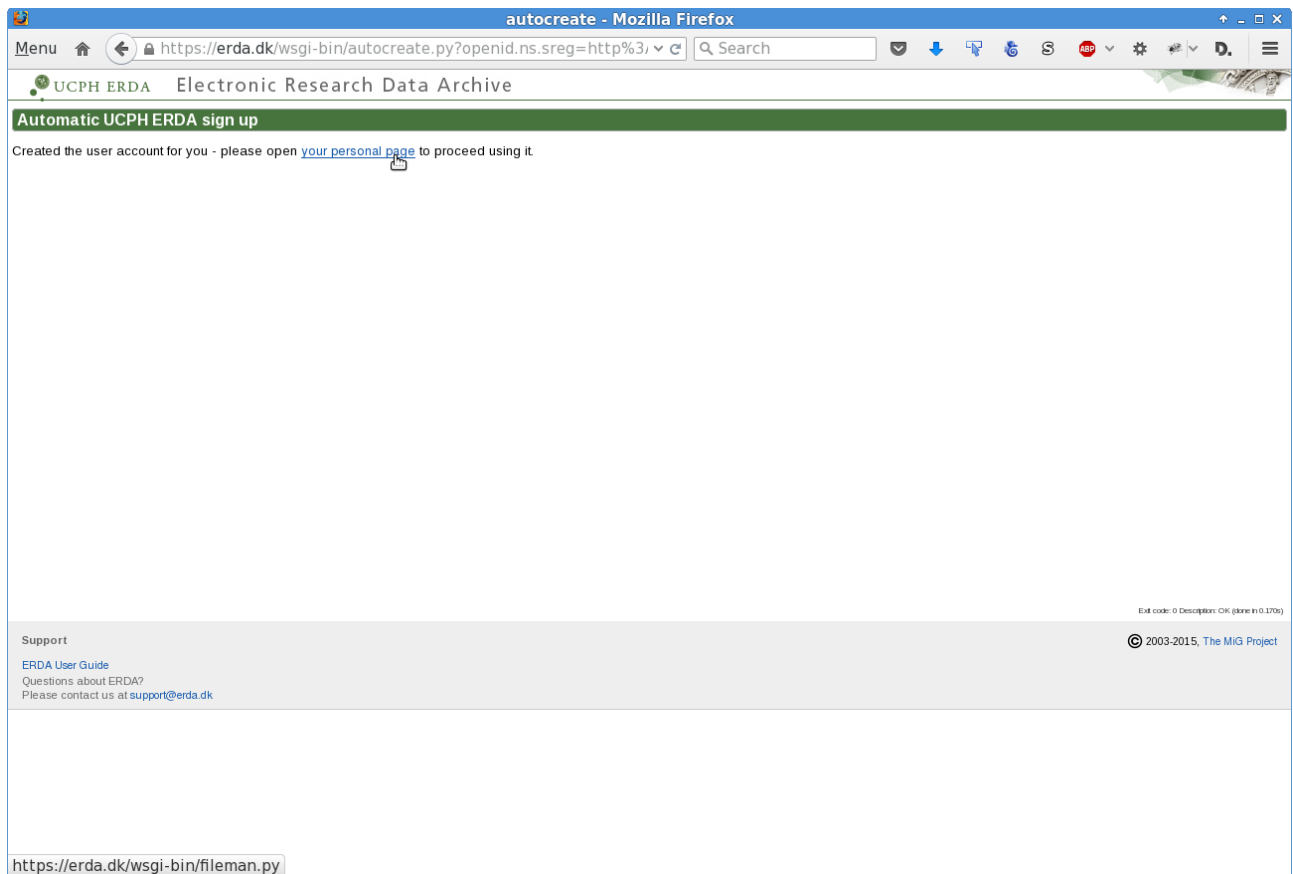 autocreate - Mozilla Firefox
Menu https://erda.dk/wsgi-bin/autocreate.py?openid.ns.sreg=http%3/ Search S ABP D.
UCPH ERDA Electronic Research Data Archive
Automatic UCPH ERDA sign up
Created the user account for you - please open your personal page to proceed using it.
Exit code: 0 Description: OK (done in 0.170s)
Support
© 2003-2015, The MiG Project
ERDA User Guide
Questions about ERDA?
Please contact us at support@erda.dk
https://erda.dk/wsgi-bin/fileman.py